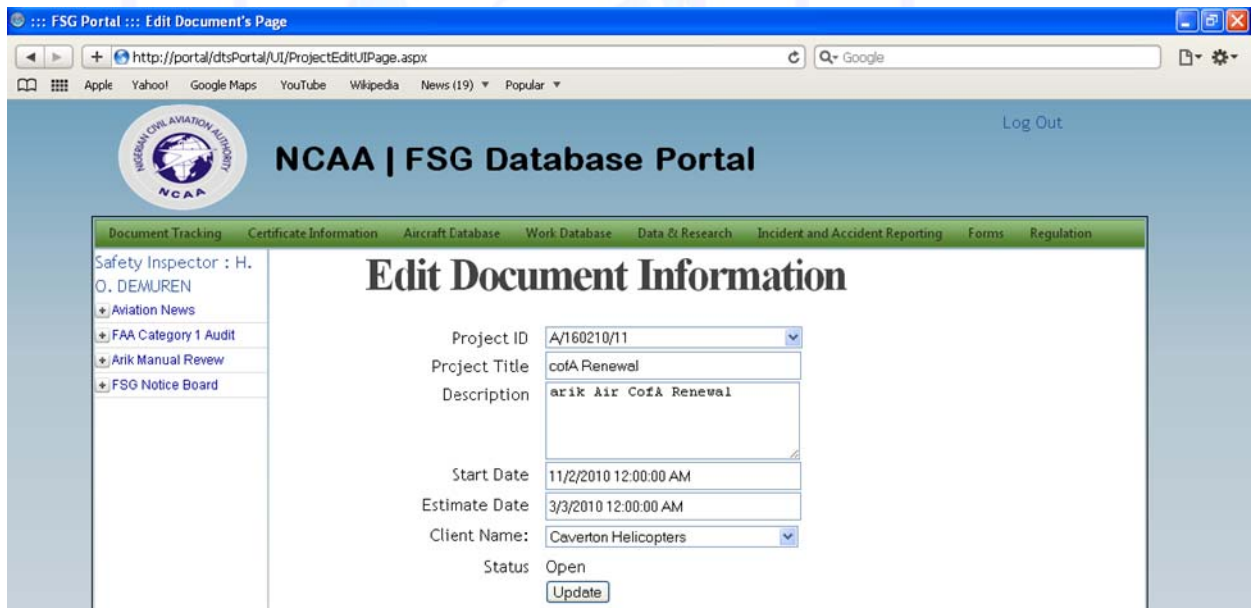 ::: FSG Portal ::: Edit Document's Page
http://portal/dtsPortal/UI/ProjectEditUIPage.aspx
Google
Apple Yahoo! Google Maps YouTube Wikipedia News (19) Popular
Log Out
NIGERIAN CIVIL AVIATION AUTHORITY
NCAA
NCAA | FSG Database Portal
Document Tracking Certificate Information Aircraft Database Work Database Data & Research Incident and Accident Reporting Forms Regulation
Safety Inspector : H.
O. DEMUREN
Aviation News
FAA Category 1 Audit
Arik Manual Revew
FSG Notice Board
Edit Document Information
Project ID A/160210/11
Project Title cofA Renewal
Description arik Air CofA Renewal
Start Date 11/2/2010 12:00:00 AM
Estimate Date 3/3/2010 12:00:00 AM
Client Name: Caverton Helicopters
Status Open
Update